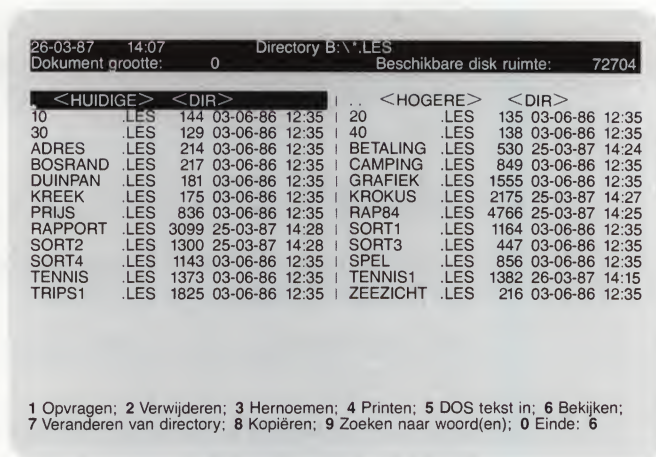 26-03-87 14:07 Directory B:\*.LES
Dokument grootte: 0 Beschikbare disk ruimte: 72704
. <HUIDIGE> <DIR> | .. <HOGERE> <DIR>
10 .LES 144 03-06-86 12:35 | 20 .LES 135 03-06-86 12:35
30 .LES 129 03-06-86 12:35 | 40 .LES 138 03-06-86 12:35
ADRES .LES 214 03-06-86 12:35 | BETALING .LES 530 25-03-87 14:24
BOSRAND .LES 217 03-06-86 12:35 | CAMPING .LES 849 03-06-86 12:35
DUINPAN .LES 181 03-06-86 12:35 | GRAFIEK .LES 1555 03-06-86 12:35
KREEK .LES 175 03-06-86 12:35 | KROKUS .LES 2175 25-03-87 14:27
PRIJS .LES 836 03-06-86 12:35 | RAP84 .LES 4766 25-03-87 14:25
RAPPORT .LES 3099 25-03-87 14:28 | SORT1 .LES 1164 03-06-86 12:35
SORT2 .LES 1300 25-03-87 14:28 | SORT3 .LES 447 03-06-86 12:35
SORT4 .LES 1143 03-06-86 12:35 | SPEL .LES 856 03-06-86 12:35
TENNIS .LES 1373 03-06-86 12:35 | TENNIS1 .LES 1382 26-03-87 14:15
TRIPS1 .LES 1825 03-06-86 12:35 | ZEEZICHT .LES 216 03-06-86 12:35
1 Opvragen; 2 Verwijderen; 3 Hernoemen; 4 Printen; 5 DOS tekst in; 6 Bekijken;
7 Veranderen van directory; 8 Kopiëren; 9 Zoeken naar woord(en); 0 Einde: 6